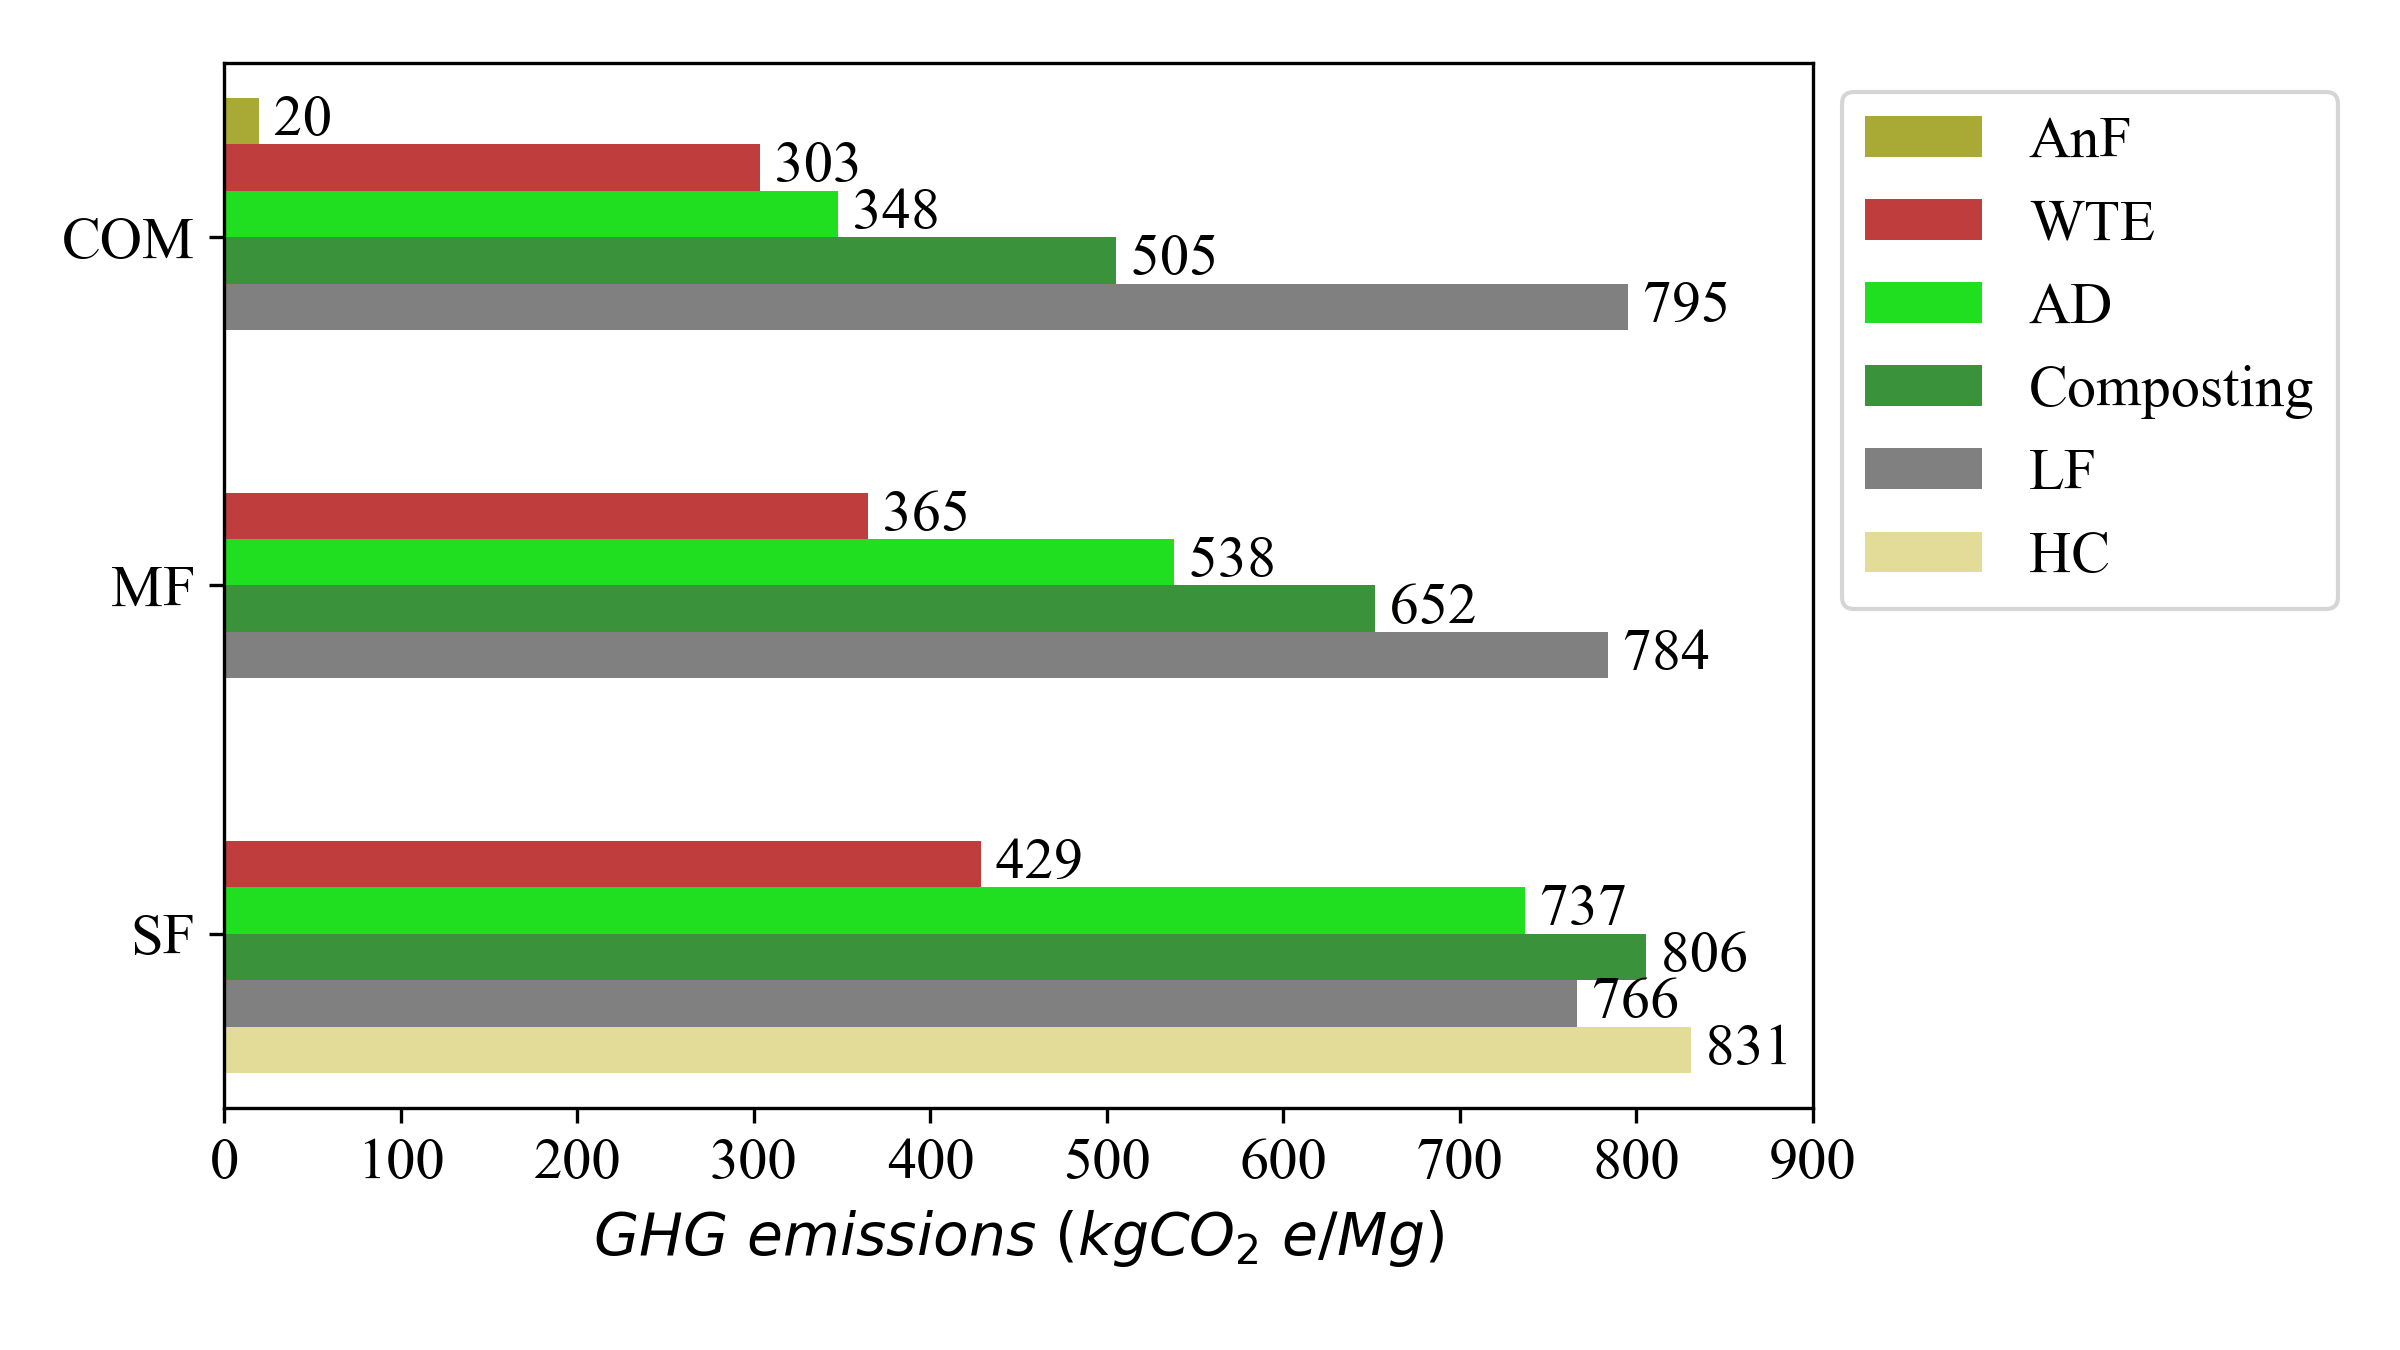 COM
MF
SF
20
303
348
505
795
365
538
652
784
429
737
806
766
831
0 100 200 300 400 500 600 700 800 900
GHG emissions (kgCO₂ e/Mg)
AnF
WTE
AD
Composting
LF
HC